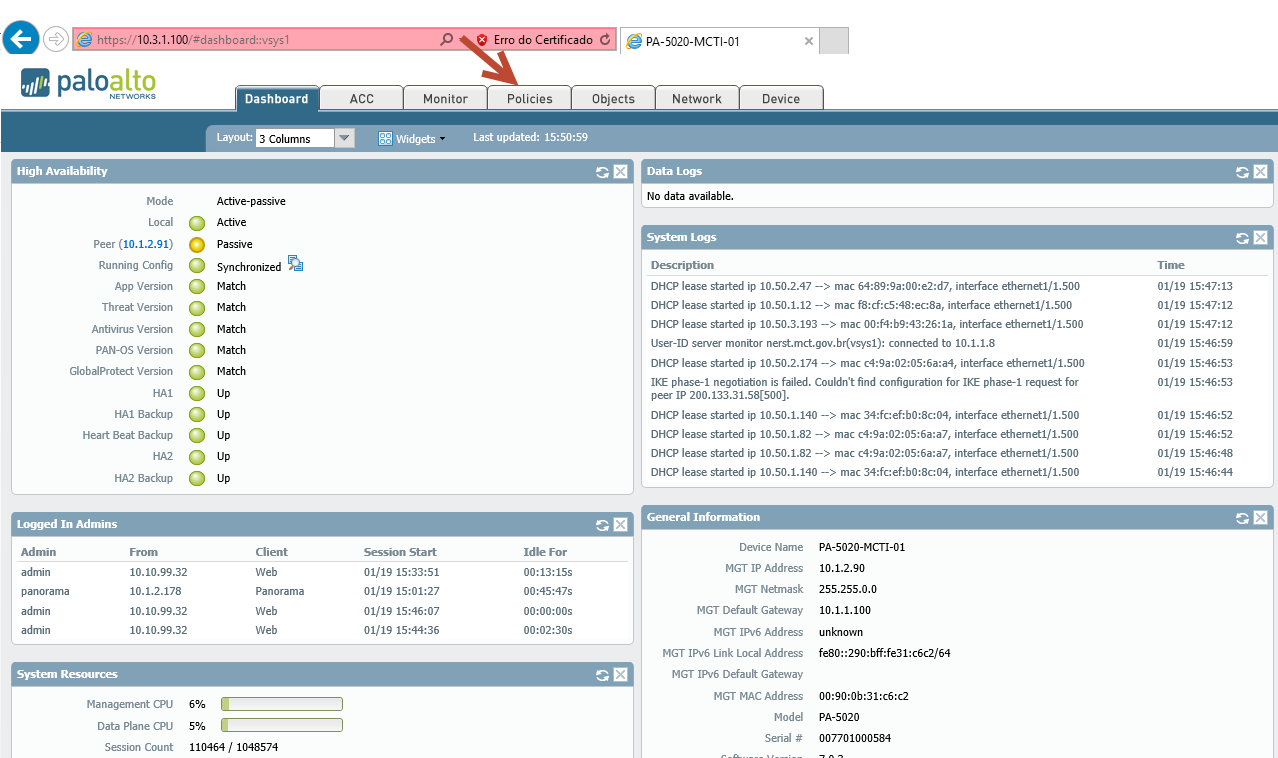 https://10.3.1.100/#dashboard::vsys1
Erro do Certificado
PA-5020-MCTI-01
paloalto
NETWORKS
Dashboard ACC Monitor Policies Objects Network Device
Layout: 3 Columns Widgets Last updated: 15:50:59
High Availability
Mode Active-passive
Local Active
Peer (10.1.2.91) Passive
Running Config Synchronized
App Version Match
Threat Version Match
Antivirus Version Match
PAN-OS Version Match
GlobalProtect Version Match
HA1 Up
HA1 Backup Up
Heart Beat Backup Up
HA2 Up
HA2 Backup Up
Logged In Admins
Admin From Client Session Start Idle For
admin 10.10.99.32 Web 01/19 15:33:51 00:13:15s
panorama 10.1.2.178 Panorama 01/19 15:01:27 00:45:47s
admin 10.10.99.32 Web 01/19 15:46:07 00:00:00s
admin 10.10.99.32 Web 01/19 15:44:36 00:02:30s
System Resources
Management CPU 6%
Data Plane CPU 5%
Session Count 110464 / 1048574
Data Logs
No data available.
System Logs
Description Time
DHCP lease started ip 10.50.2.47 --> mac 64:89:9a:00:e2:d7, interface ethernet1/1.500 01/19 15:47:13
DHCP lease started ip 10.50.1.12 --> mac f8:cf:c5:48:ec:8a, interface ethernet1/1.500 01/19 15:47:12
DHCP lease started ip 10.50.3.193 --> mac 00:f4:b9:43:26:1a, interface ethernet1/1.500 01/19 15:47:12
User-ID server monitor nerst.mct.gov.br(vsys1): connected to 10.1.1.8 01/19 15:46:59
DHCP lease started ip 10.50.2.174 --> mac c4:9a:02:05:6a:a4, interface ethernet1/1.500 01/19 15:46:53
IKE phase-1 negotiation is failed. Couldn't find configuration for IKE phase-1 request for 01/19 15:46:53
peer IP 200.133.31.58[500].
DHCP lease started ip 10.50.1.140 --> mac 34:fc:ef:b0:8c:04, interface ethernet1/1.500 01/19 15:46:52
DHCP lease started ip 10.50.1.82 --> mac c4:9a:02:05:6a:a7, interface ethernet1/1.500 01/19 15:46:52
DHCP lease started ip 10.50.1.82 --> mac c4:9a:02:05:6a:a7, interface ethernet1/1.500 01/19 15:46:48
DHCP lease started ip 10.50.1.140 --> mac 34:fc:ef:b0:8c:04, interface ethernet1/1.500 01/19 15:46:44
General Information
Device Name PA-5020-MCTI-01
MGT IP Address 10.1.2.90
MGT Netmask 255.255.0.0
MGT Default Gateway 10.1.1.100
MGT IPv6 Address unknown
MGT IPv6 Link Local Address fe80::290:bff:fe31:c6c2/64
MGT IPv6 Default Gateway
MGT MAC Address 00:90:0b:31:c6:c2
Model PA-5020
Serial # 007701000584